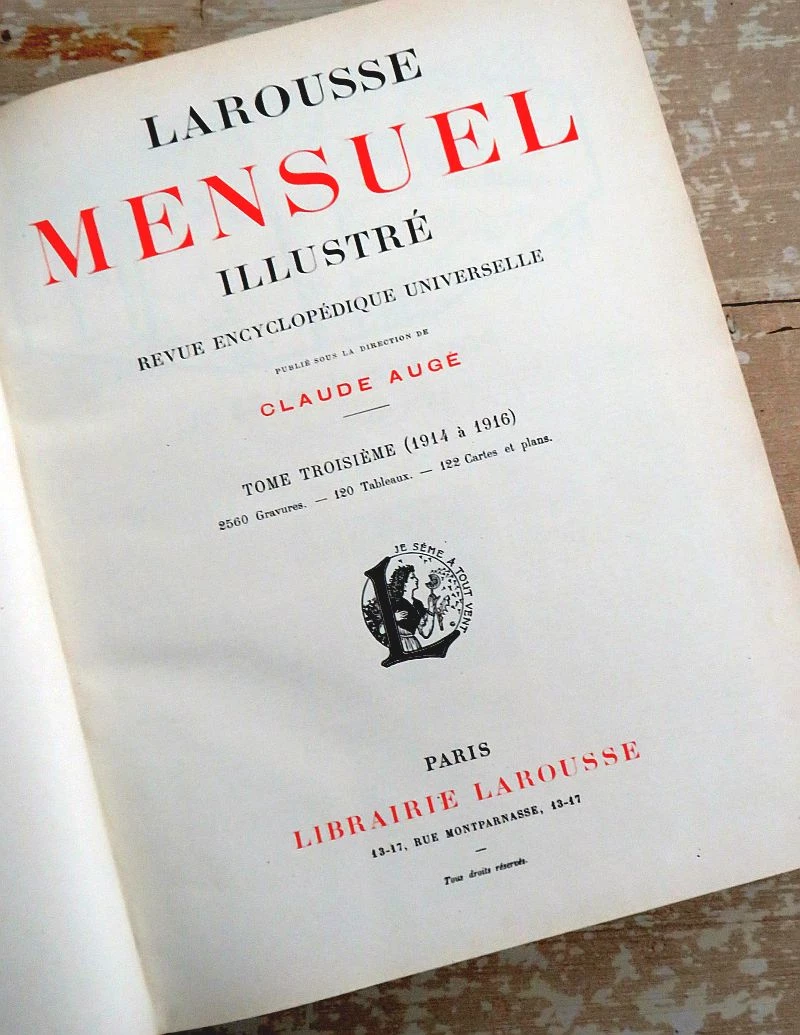 LAROUSSE
MENSUEL
ILLUSTRÉ
REVUE ENCYCLOPÉDIQUE UNIVERSELLE
PUBLIÉ SOUS LA DIRECTION DE
CLAUDE AUGÉ
TOME TROISIÈME (1914 à 1916)
2560 Gravures. — 120 Tableaux. — 122 Cartes et plans.
JE SÈME À TOUT VENT
L
PARIS
LIBRAIRIE LAROUSSE
13-17, RUE MONTPARNASSE, 13-17
Tous droits réservés.